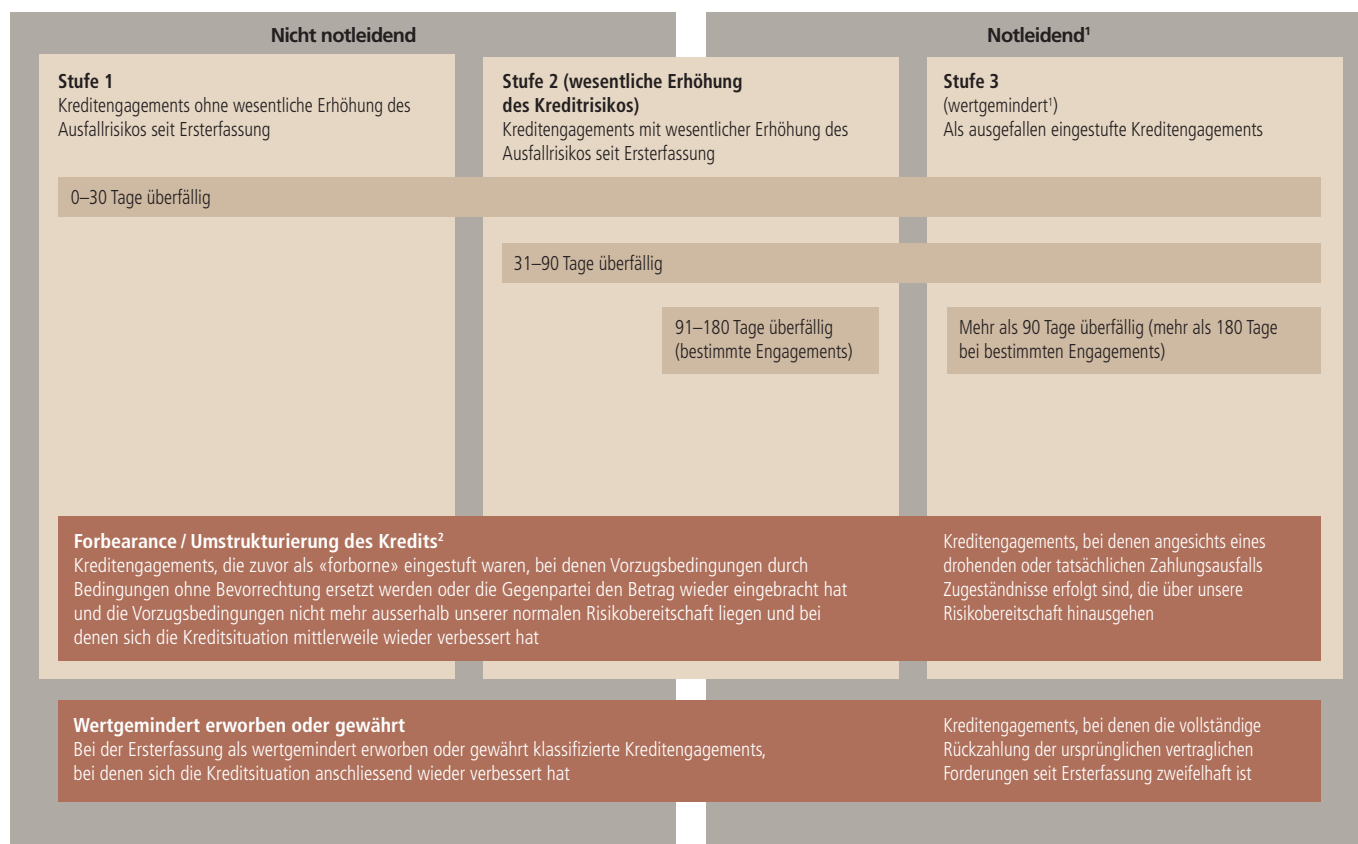 Nicht notleidend
Notleidend¹
Stufe 1
Kreditengagements ohne wesentliche Erhöhung des
Ausfallrisikos seit Ersterfassung
Stufe 2 (wesentliche Erhöhung
des Kreditrisikos)
Kreditengagements mit wesentlicher Erhöhung des
Ausfallrisikos seit Ersterfassung
Stufe 3
(wertgemindert¹)
Als ausgefallen eingestufte Kreditengagements
0–30 Tage überfällig
31–90 Tage überfällig
91–180 Tage überfällig
(bestimmte Engagements)
Mehr als 90 Tage überfällig (mehr als 180 Tage
bei bestimmten Engagements)
Forbearance / Umstrukturierung des Kredits²
Kreditengagements, die zuvor als «forborne» eingestuft waren, bei denen Vorzugsbedingungen durch
Bedingungen ohne Bevorrechtung ersetzt werden oder die Gegenpartei den Betrag wieder eingebracht hat
und die Vorzugsbedingungen nicht mehr ausserhalb unserer normalen Risikobereitschaft liegen und bei
denen sich die Kreditsituation mittlerweile wieder verbessert hat
Kreditengagements, bei denen angesichts eines
drohenden oder tatsächlichen Zahlungsausfalls
Zugeständnisse erfolgt sind, die über unsere
Risikobereitschaft hinausgehen
Wertgemindert erworben oder gewährt
Bei der Ersterfassung als wertgemindert erworben oder gewährt klassifizierte Kreditengagements,
bei denen sich die Kreditsituation anschliessend wieder verbessert hat
Kreditengagements, bei denen die vollständige
Rückzahlung der ursprünglichen vertraglichen
Forderungen seit Ersterfassung zweifelhaft ist